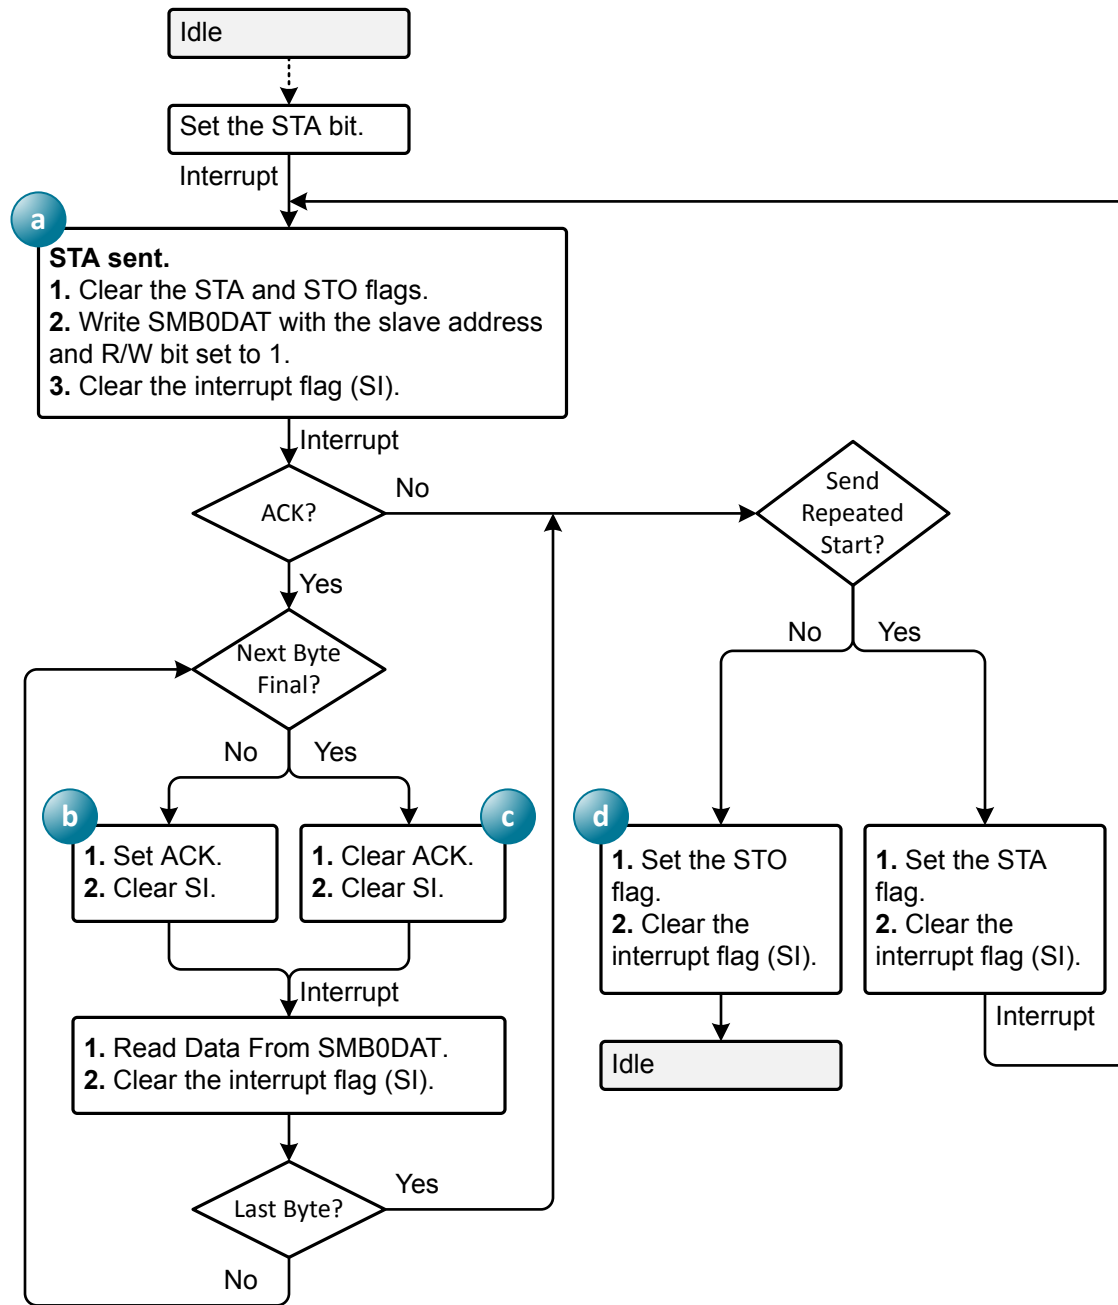 Idle
Set the STA bit.
Interrupt
a
STA sent.
1. Clear the STA and STO flags.
2. Write SMB0DAT with the slave address
and R/W bit set to 1.
3. Clear the interrupt flag (SI).
Interrupt
ACK?
No
Yes
Send
Repeated
Start?
No
Yes
Next Byte
Final?
No
Yes
b
1. Set ACK.
2. Clear SI.
c
1. Clear ACK.
2. Clear SI.
d
1. Set the STO
flag.
2. Clear the
interrupt flag (SI).
1. Set the STA
flag.
2. Clear the
interrupt flag (SI).
Interrupt
1. Read Data From SMB0DAT.
2. Clear the interrupt flag (SI).
Interrupt
Idle
Last Byte?
Yes
No